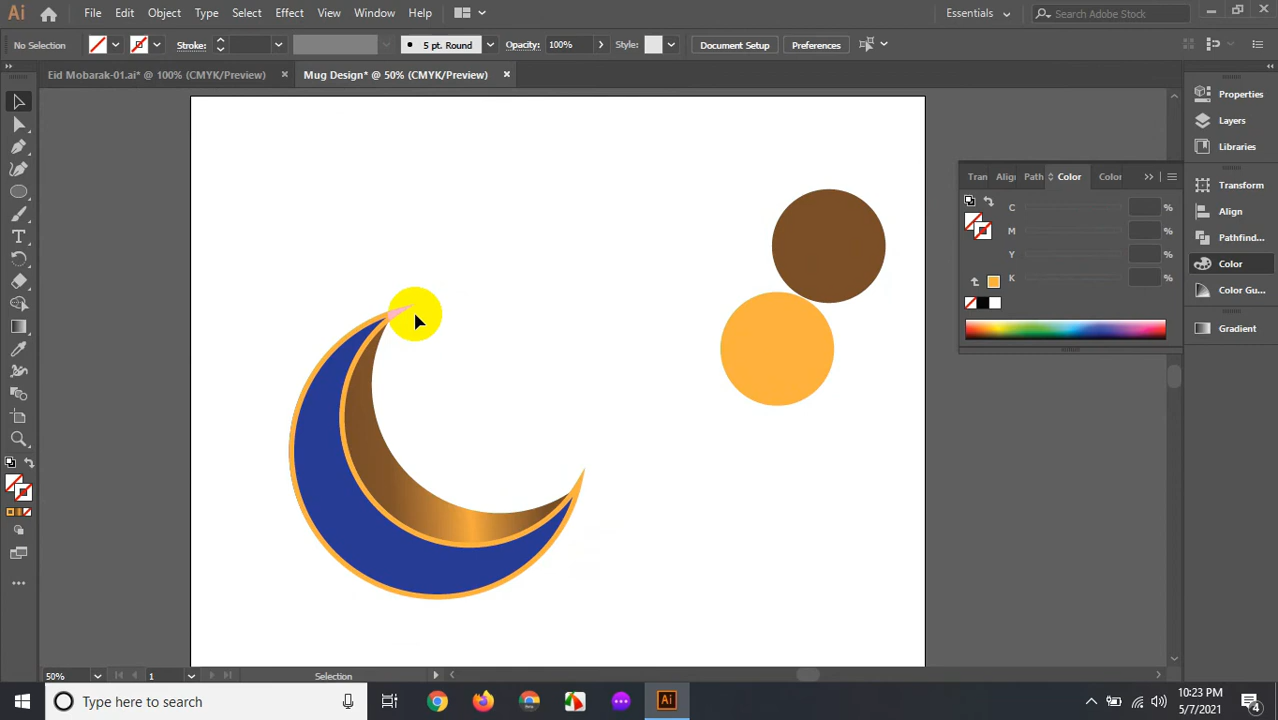 Ai File Edit Object Type Select Effect View Window Help Essentials Search Adobe Stock
No Selection Stroke: 5 pt. Round Opacity: 100% Style: Document Setup Preferences
Eid Mobarak-01.ai* @ 100% (CMYK/Preview) Mug Design* @ 50% (CMYK/Preview)
Properties
Layers
Libraries
Tran Aligi Path Color Color
C %
M %
Y %
K %
Transform
Align
Pathfind...
Color
Color Gu...
Gradient
50% 1 Selection
Type here to search Ai 10:23 PM
5/7/2021 4